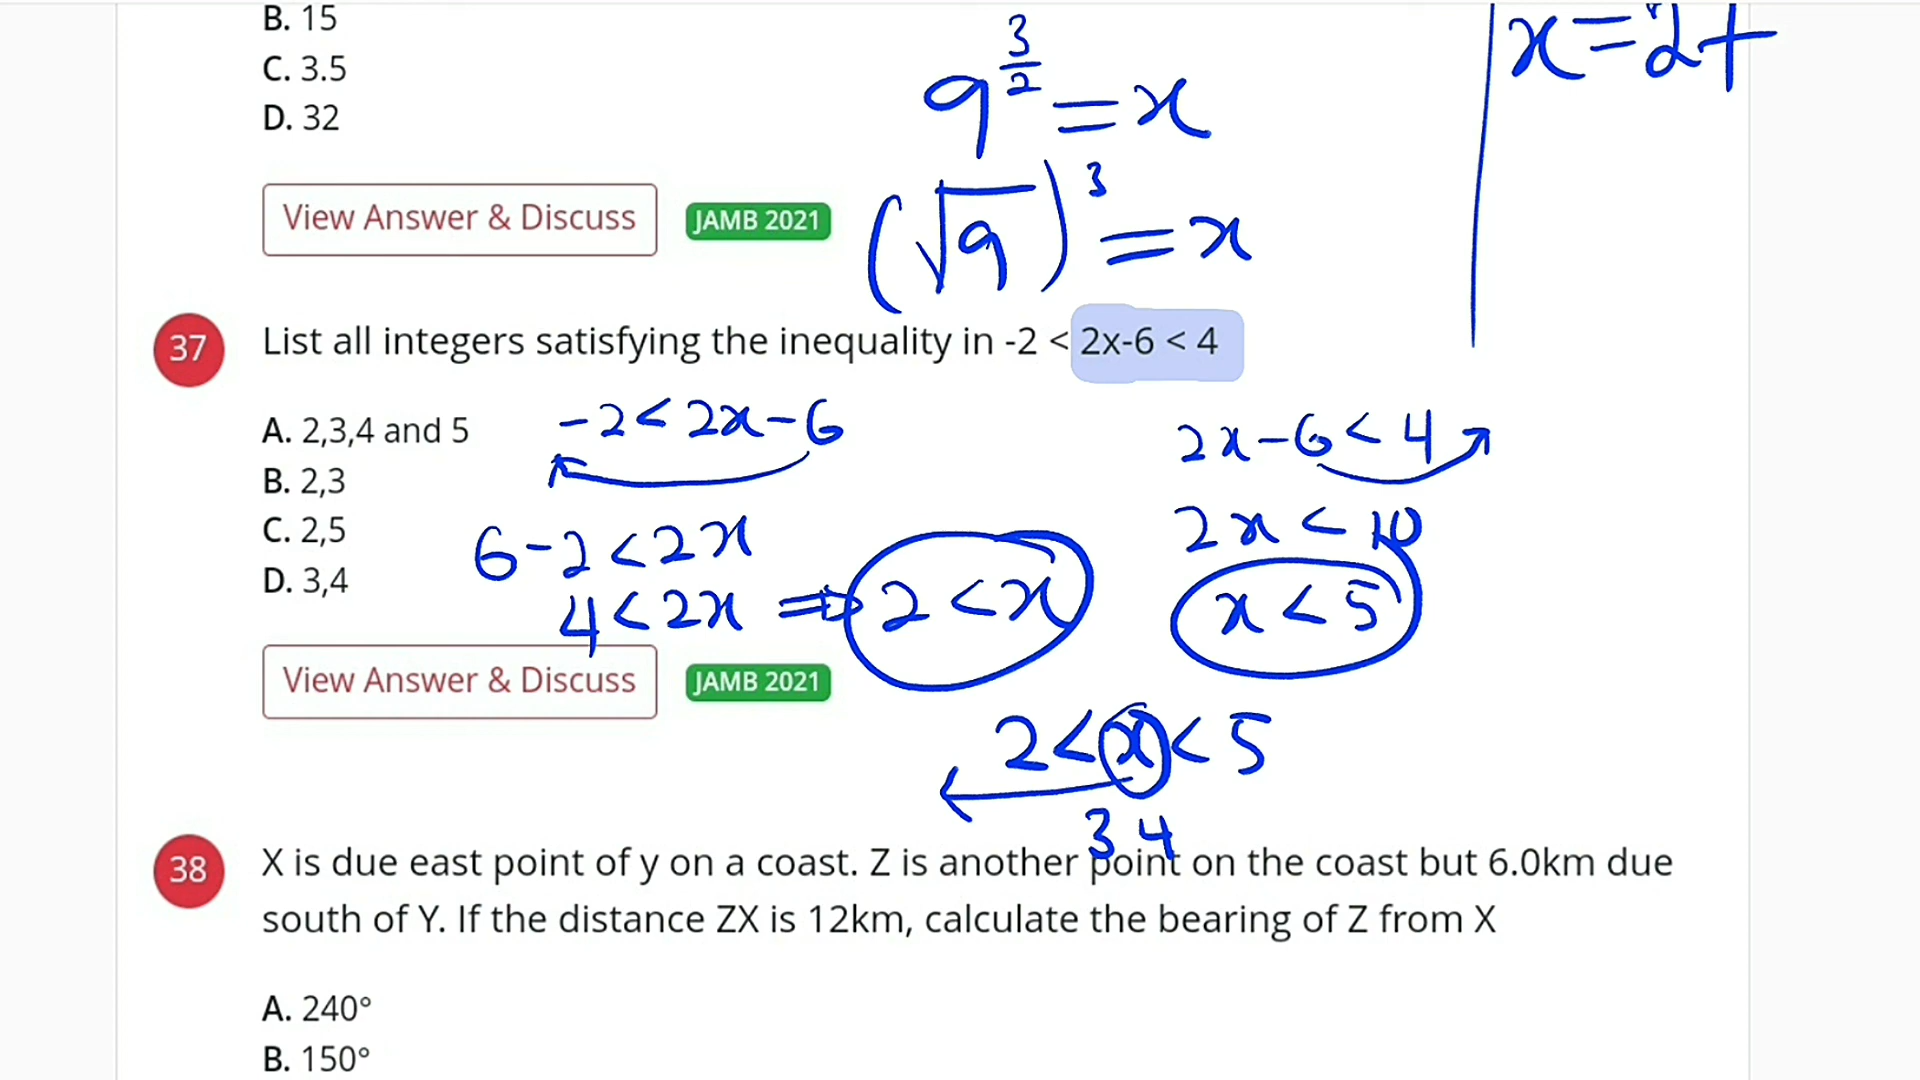 B. 15
C. 3.5
D. 32
9^{3/2} = x
x = 27
(√9)^3 = x
View Answer & Discuss JAMB 2021
37 List all integers satisfying the inequality in -2 < 2x-6 < 4
A. 2,3,4 and 5
B. 2,3
C. 2,5
D. 3,4
-2 < 2x - 6
6 - 2 < 2x
4 < 2x ⇒ 2 < x
2x - 6 < 4
2x < 10
x < 5
View Answer & Discuss JAMB 2021
2 < x < 5
3 4
38 X is due east point of y on a coast. Z is another point on the coast but 6.0km due
south of Y. If the distance ZX is 12km, calculate the bearing of Z from X
A. 240°
B. 150°